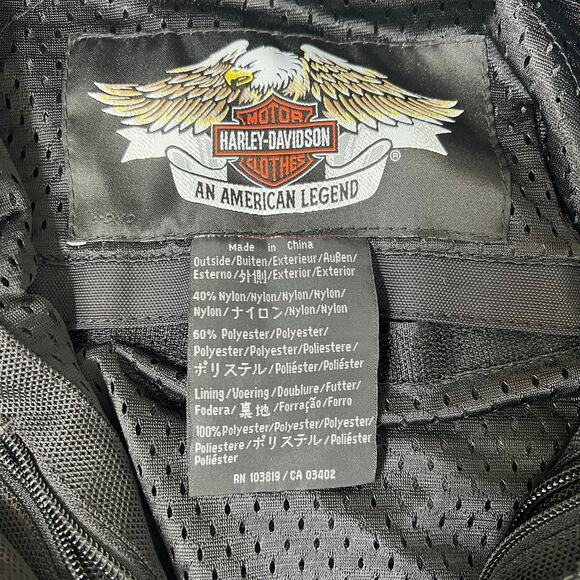 MOTOR
HARLEY-DAVIDSON
CLOTHES
®
AN AMERICAN LEGEND
Made in China
Outside/Buiten/Exterieur/Außen/
Esterno/外側/Exterior/Exterior
40% Nylon/Nylon/Nylon/Nylon/
Nylon/ナイロン/Nylon/Nylon
60% Polyester/Polyester/
Polyester/Polyester/Poliestere/
ポリステル/Poliéster/Poliéster
Lining/Voering/Doublure/Futter/
Fodera/裏地/Forração/Forro
100% Polyester/Polyester/Polyester/
Poliestere/ポリステル/Poliéster/
Poliéster
RN 103819/CA 03402